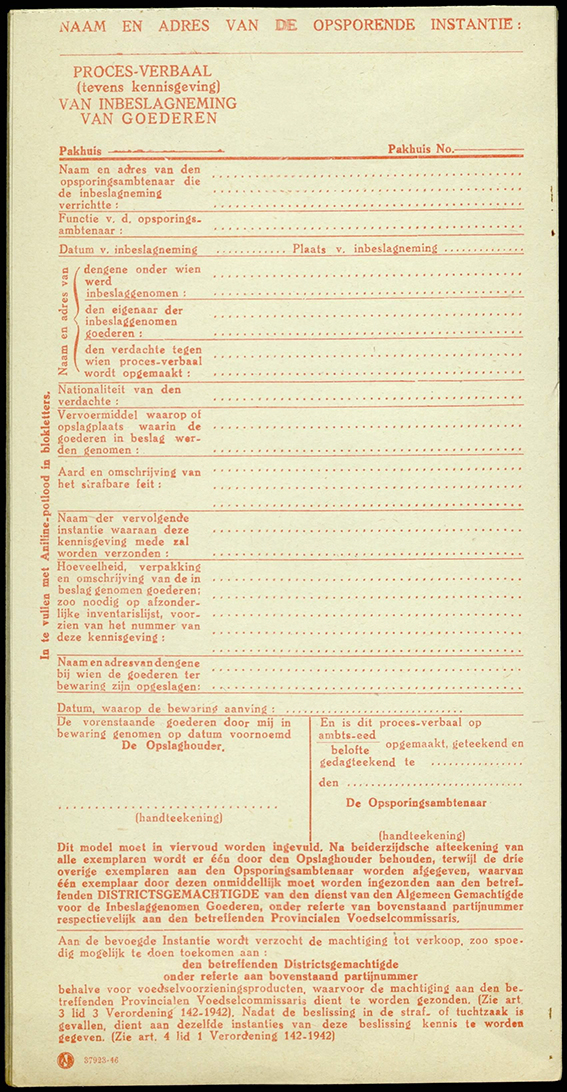 NAAM EN ADRES VAN DE OPSPORENDE INSTANTIE:
PROCES-VERBAAL
(tevens kennisgeving)
VAN INBESLAGNEMING
VAN GOEDEREN
Pakhuis
Pakhuis No.
Naam en adres van den
opsporingsambtenaar die
de inbeslagneming
verrichtte :
Functie v. d. opsporings-
ambtenaar :
Datum v. inbeslagneming ........... Plaats v. inbeslagneming .............
Naam en adres van
dengene onder wien
werd
inbeslaggenomen :
den eigenaar der
inbeslaggenomen
goederen :
den verdachte tegen
wien proces-verbaal
wordt opgemaakt :
Nationaliteit van den
verdachte :
Vervoermiddel waarop of
opslagplaats waarin de
goederen in beslag wer-
den genomen :
Aard en omschrijving van
het strafbare feit :
Naam der vervolgende
instantie waaraan deze
kennisgeving mede zal
worden verzonden :
Hoeveelheid, verpakking
en omschrijving van de in
beslag genomen goederen;
zoo noodig op afzonder-
lijke inventarislijst, voor-
zien van het nummer van
deze kennisgeving :
Naam en adres van dengene
bij wien de goederen ter
bewaring zijn opgeslagen:
Datum, waarop de bewaring aanving :
In te vullen met Aniline-potlood in blokletters.
De vorenstaande goederen door mij in
bewaring genomen op datum voornoemd
De Opslaghouder,
(handteekening)
En is dit proces-verbaal op
ambts-eed
belofte
opgemaakt, geteekend en
gedagteekend te
den
De Opsporingsambtenaar
(handteekening)
Dit model moet in viervoud worden ingevuld. Na beiderzijdsche afteekening van
alle exemplaren wordt er één door den Opslaghouder behouden, terwijl de drie
overige exemplaren aan den Opsporingsambtenaar worden afgegeven, waarvan
één exemplaar door dezen onmiddellijk moet worden ingezonden aan den betref-
fenden DISTRICTSGEMACHTIGDE van den dienst van den Algemeen Gemachtigde
voor de Inbeslaggenomen Goederen, onder referte van bovenstaand partijnummer
respectievelijk aan den betreffenden Provincialen Voedselcommissaris.
Aan de bevoegde Instantie wordt verzocht de machtiging tot verkoop, zoo spoe-
dig mogelijk te doen toekomen aan :
den betreffenden Districtsgemachtigde
onder referte aan bovenstaand partijnummer
behalve voor voedselvoorzieningsproducten, waarvoor de machtiging aan den be-
treffenden Provincialen Voedselcommissaris dient te worden gezonden. (Zie art.
3 lid 3 Verordening 142-1942). Nadat de beslissing in de straf- of tuchtzaak is
gevallen, dient aan dezelfde instanties van deze beslissing kennis te worden
gegeven. (Zie art. 4 lid 1 Verordening 142-1942)
37923-46